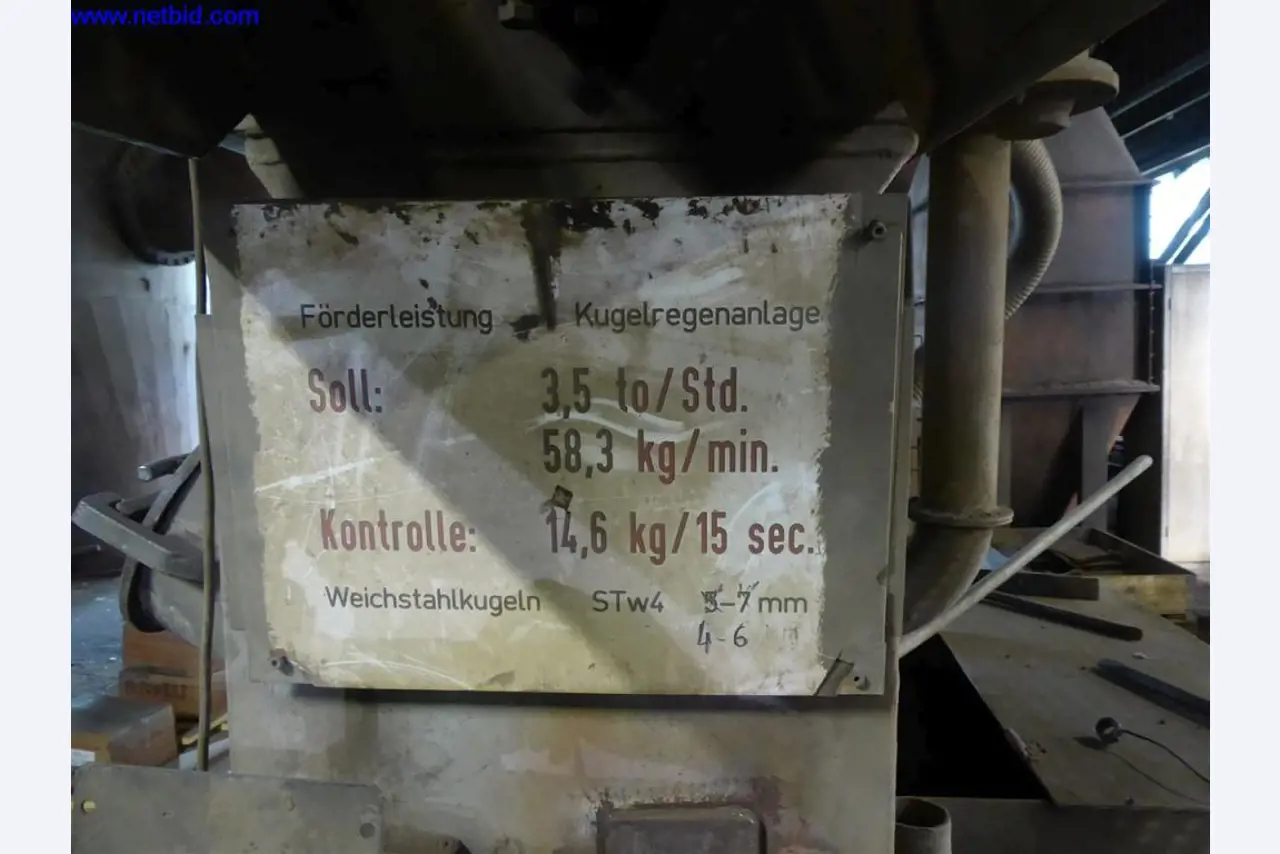 www.netbid.com
Förderleistung Kugelregenanlage
Soll: 3,5 to/Std.
58,3 kg/min.
Kontrolle: 14,6 kg/15 sec.
Weichstahlkugeln STw4 5-7 mm
4-6